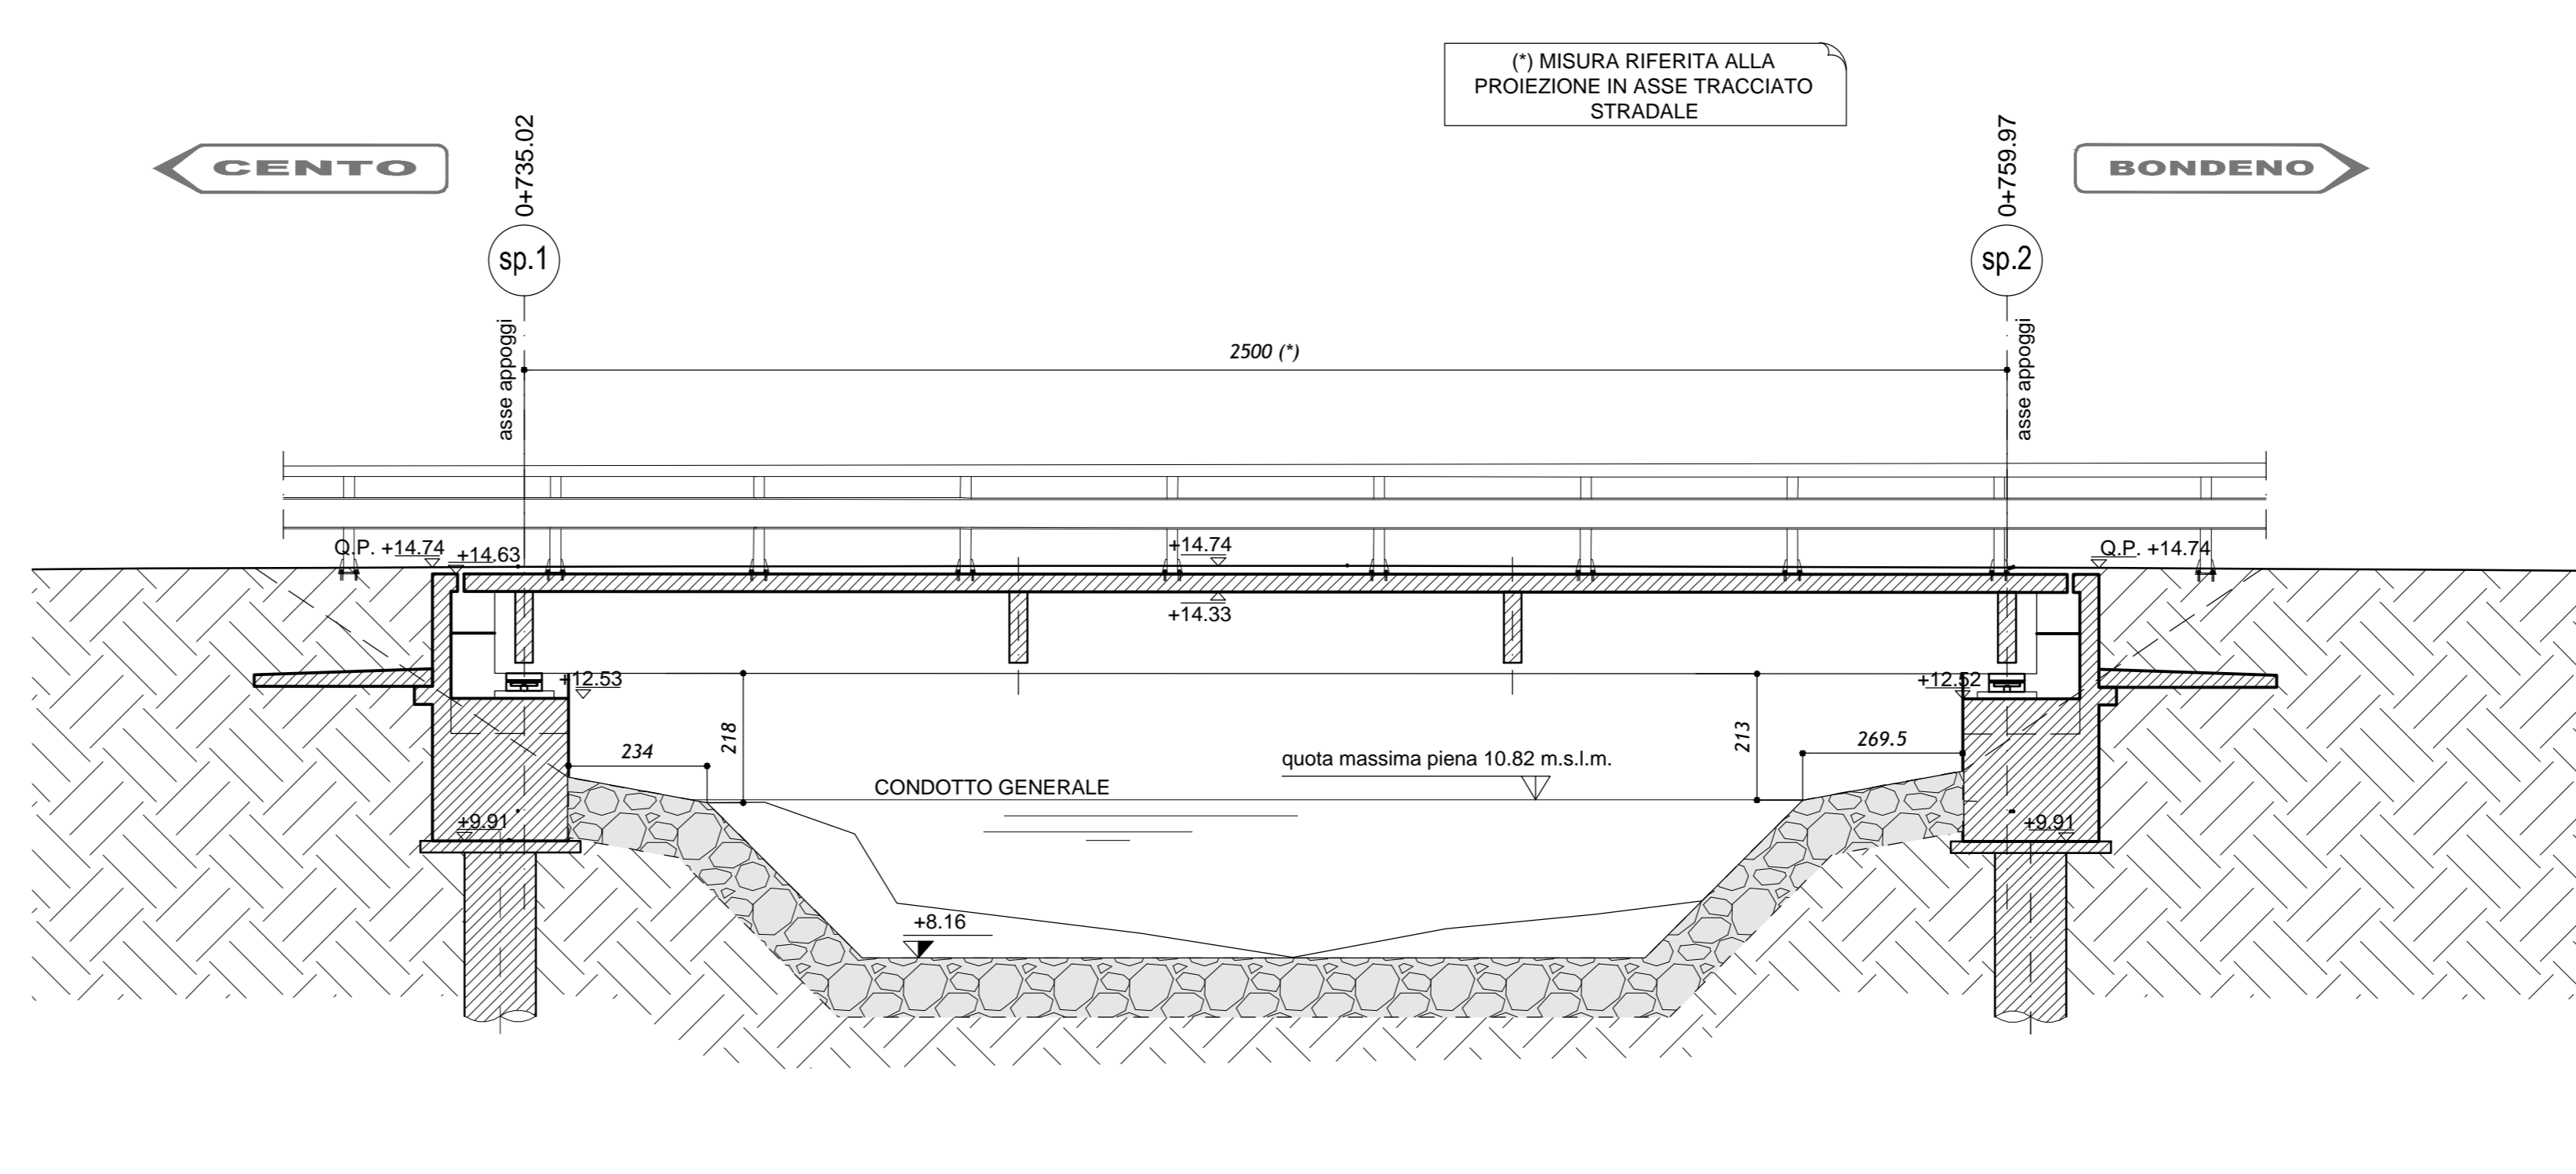 (*) MISURA RIFERITA ALLA
PROIEZIONE IN ASSE TRACCIATO
STRADALE
CENTO
0+735.02
0+759.97
BONDENO
sp.1
sp.2
asse appoggi
asse appoggi
2500 (*)
Q.P. +14.74
+14.63
+14.74
Q.P. +14.74
+14.33
+12.53
+12.52
234
218
213
269.5
quota massima piena 10.82 m.s.l.m.
CONDOTTO GENERALE
+9.91
+9.91
+8.16